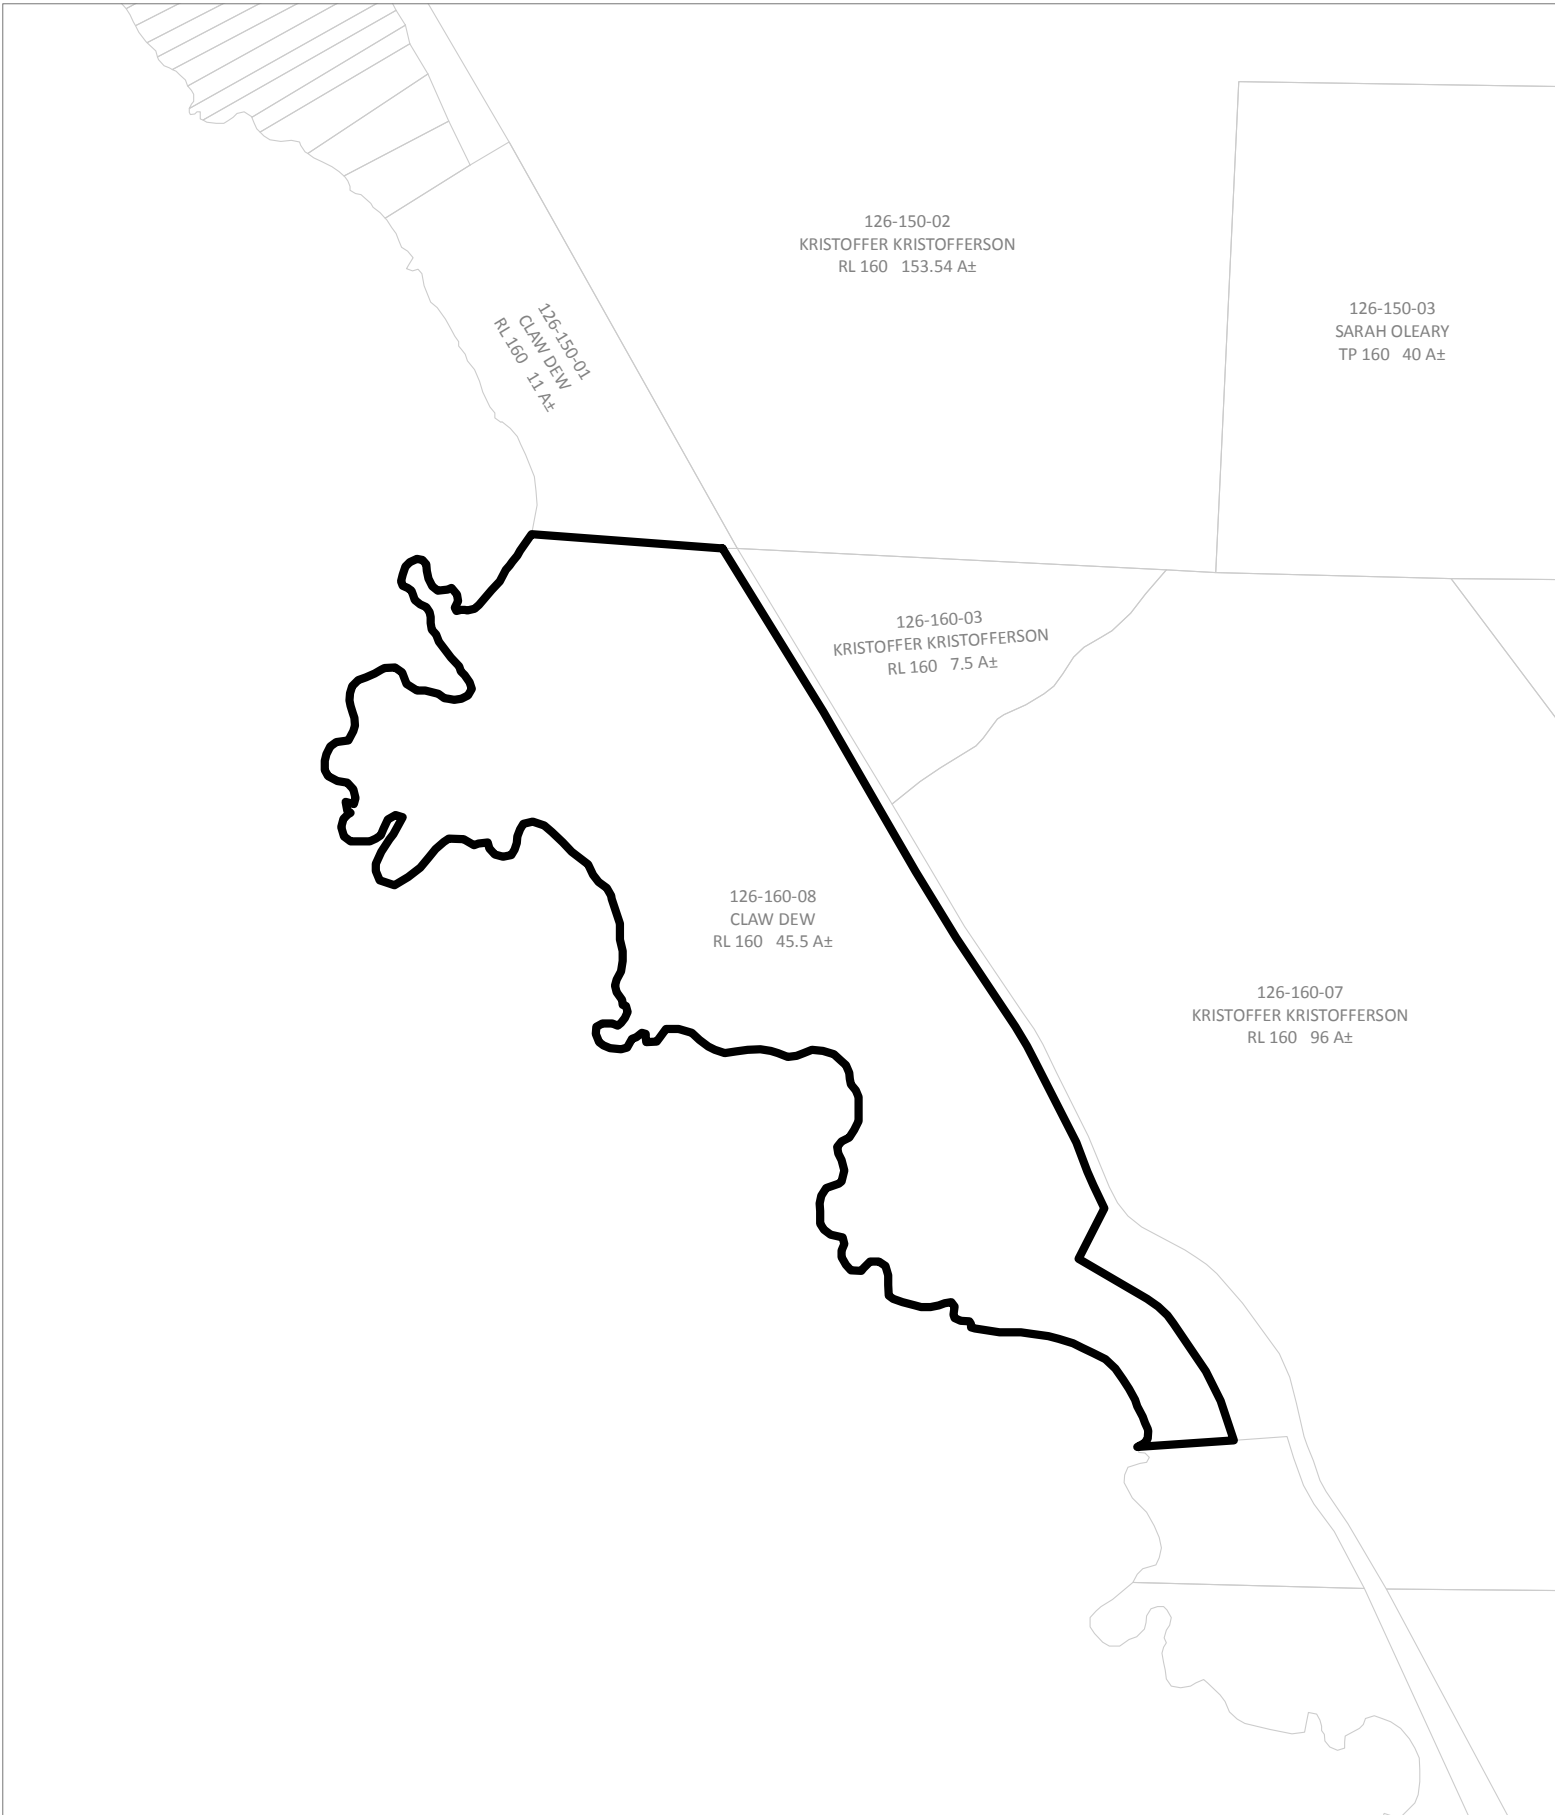 126-150-02
KRISTOFFER KRISTOFFERSON
RL 160 153.54 A±
126-150-03
SARAH OLEARY
TP 160 40 A±
126-150-01
CLAW DEW
RL 160 11 A±
126-160-03
KRISTOFFER KRISTOFFERSON
RL 160 7.5 A±
126-160-08
CLAW DEW
RL 160 45.5 A±
126-160-07
KRISTOFFER KRISTOFFERSON
RL 160 96 A±